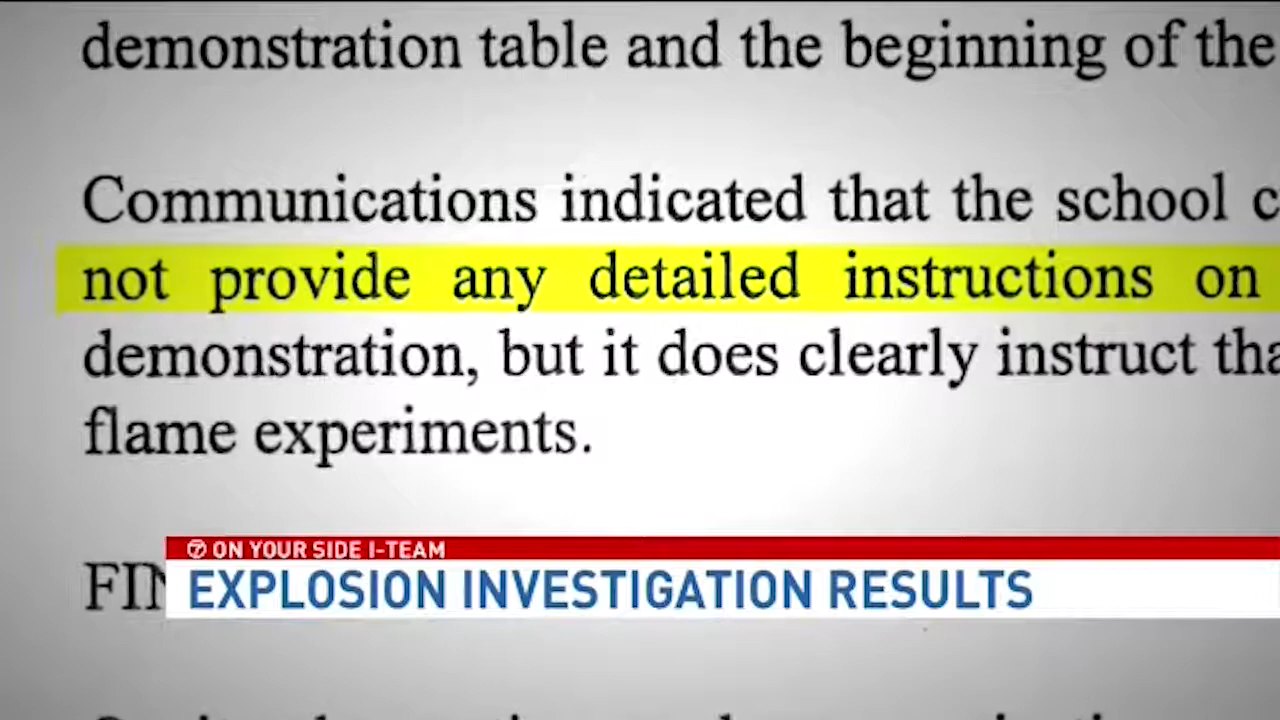 demonstration table and the beginning of the
Communications indicated that the school
not provide any detailed instructions on
demonstration, but it does clearly instruct
flame experiments.
7 ON YOUR SIDE I-TEAM
EXPLOSION INVESTIGATION RESULTS